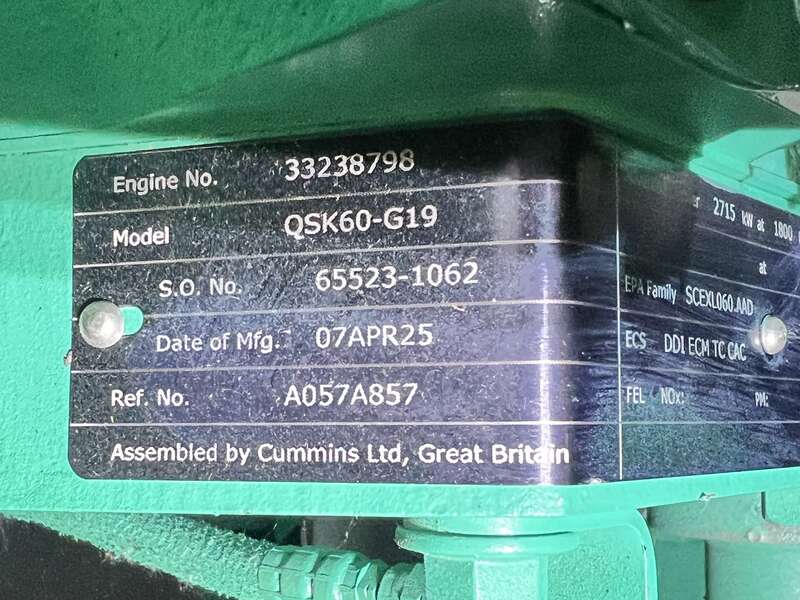 Engine No. 33238798
Model QSK60-G19
S.O. No. 65523-1062
Date of Mfg. 07APR25
Ref. No. A057A857
Assembled by Cummins Ltd, Great Britain
2715 kW at 1800
at
EPA Family SCEXL060.AAD
ECS DDI ECM TC CAC
FEL NOx: PM: